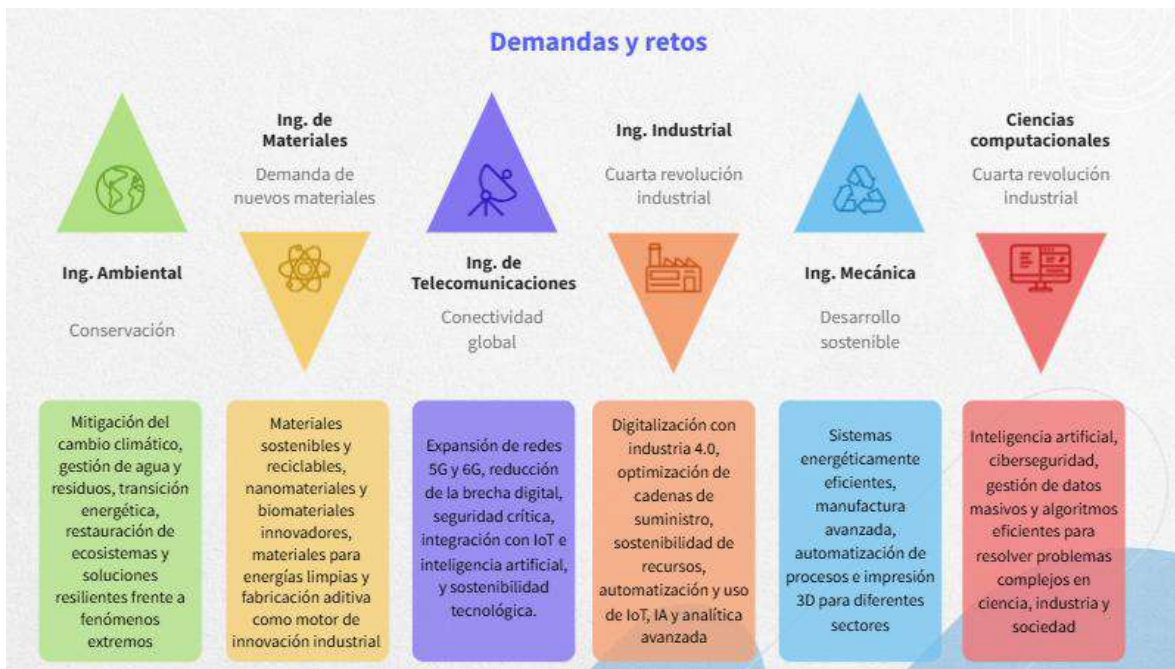 Demandas y retos
Ing. Ambiental
Conservación
Mitigación del
cambio climático,
gestión de agua y
residuos, transición
energética,
restauración de
ecosistemas y
soluciones
resilientes frente a
fenómenos
extremos
Ing. de
Materiales
Demanda de
nuevos materiales
Materiales
sostenibles y
reciclables,
nanomateriales y
biomateriales
innovadores,
materiales para
energías limpias y
fabricación aditiva
como motor de
innovación industrial
Ing. de
Telecomunicaciones
Conectividad
global
Expansión de redes
5G y 6G, reducción
de la brecha digital,
seguridad crítica,
integración con IoT e
inteligencia artificial,
y sostenibilidad
tecnológica.
Ing. Industrial
Cuarta revolución
industrial
Digitalización con
industria 4.0,
optimización de
cadenas de
suministro,
sostenibilidad de
recursos,
automatización y uso
de IoT, IA y analítica
avanzada
Ing. Mecánica
Desarrollo
sostenible
Sistemas
energéticamente
eficientes,
manufactura
avanzada,
automatización de
procesos e impresión
3D para diferentes
sectores
Ciencias
computacionales
Cuarta revolución
industrial
Inteligencia artificial,
ciberseguridad,
gestión de datos
masivos y algoritmos
eficientes para
resolver problemas
complejos en
ciencia, industria y
sociedad